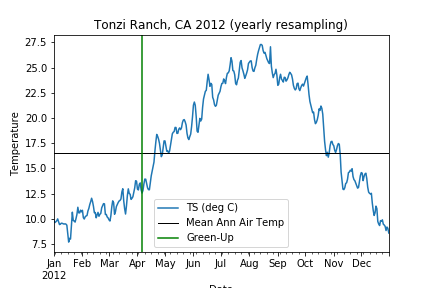 Tonzi Ranch, CA 2012 (yearly resampling)
Temperature
27.5
25.0
22.5
20.0
17.5
15.0
12.5
10.0
7.5
TS (deg C)
Mean Ann Air Temp
Green-Up
Jan Feb Mar Apr May Jun Jul Aug Sep Oct Nov Dec
2012